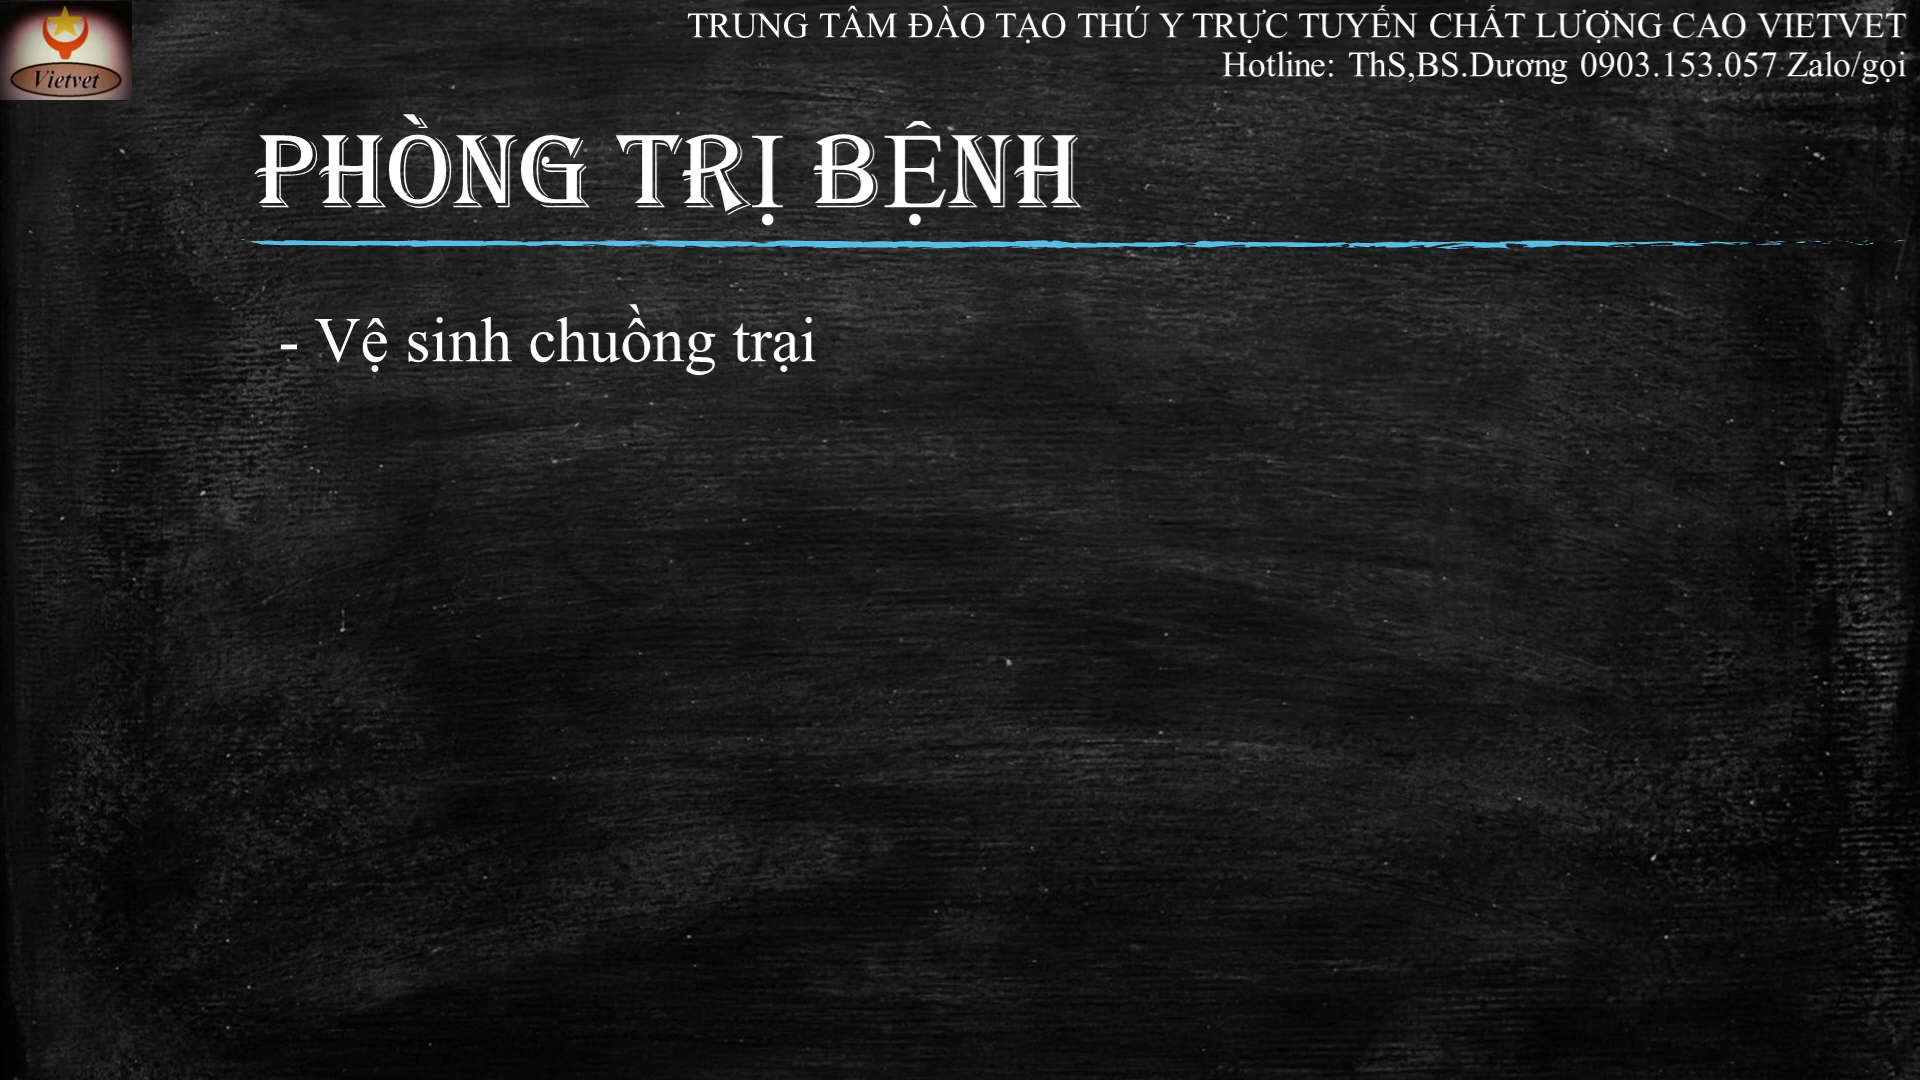 TRUNG TÂM ĐÀO TẠO THÚ Y TRỰC TUYẾN CHẤT LƯỢNG CAO VIETVET
Hotline: ThS,BS.Dương 0903.153.057 Zalo/gọi
Vietvet
PHÒNG TRỊ BỆNH
- Vệ sinh chuồng trại